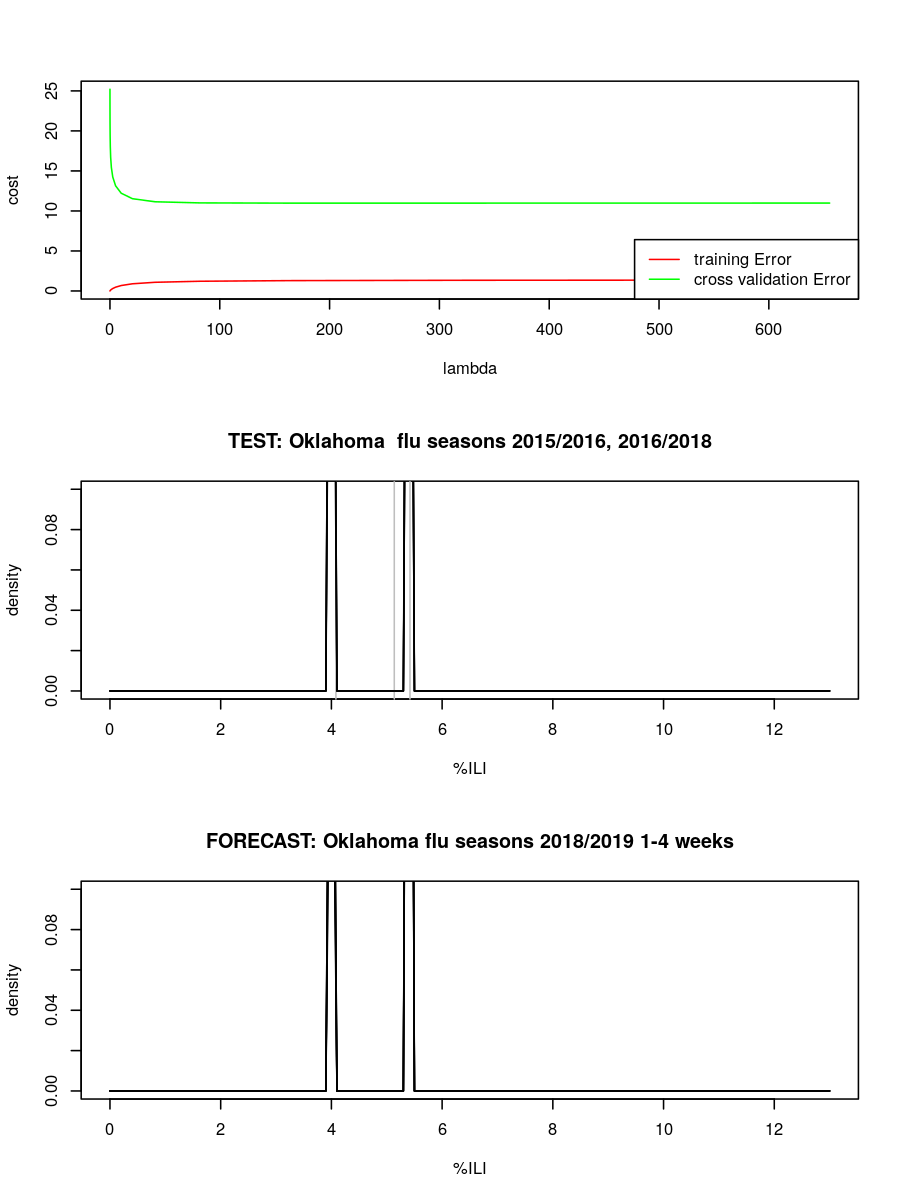 25
20
15
10
5
0
cost
training Error
cross validation Error
0 100 200 300 400 500 600
lambda
TEST: Oklahoma  flu seasons 2015/2016, 2016/2018
0.08
0.04
0.00
density
0 2 4 6 8 10 12
%ILI
FORECAST: Oklahoma flu seasons 2018/2019 1-4 weeks
0.08
0.04
0.00
density
0 2 4 6 8 10 12
%ILI